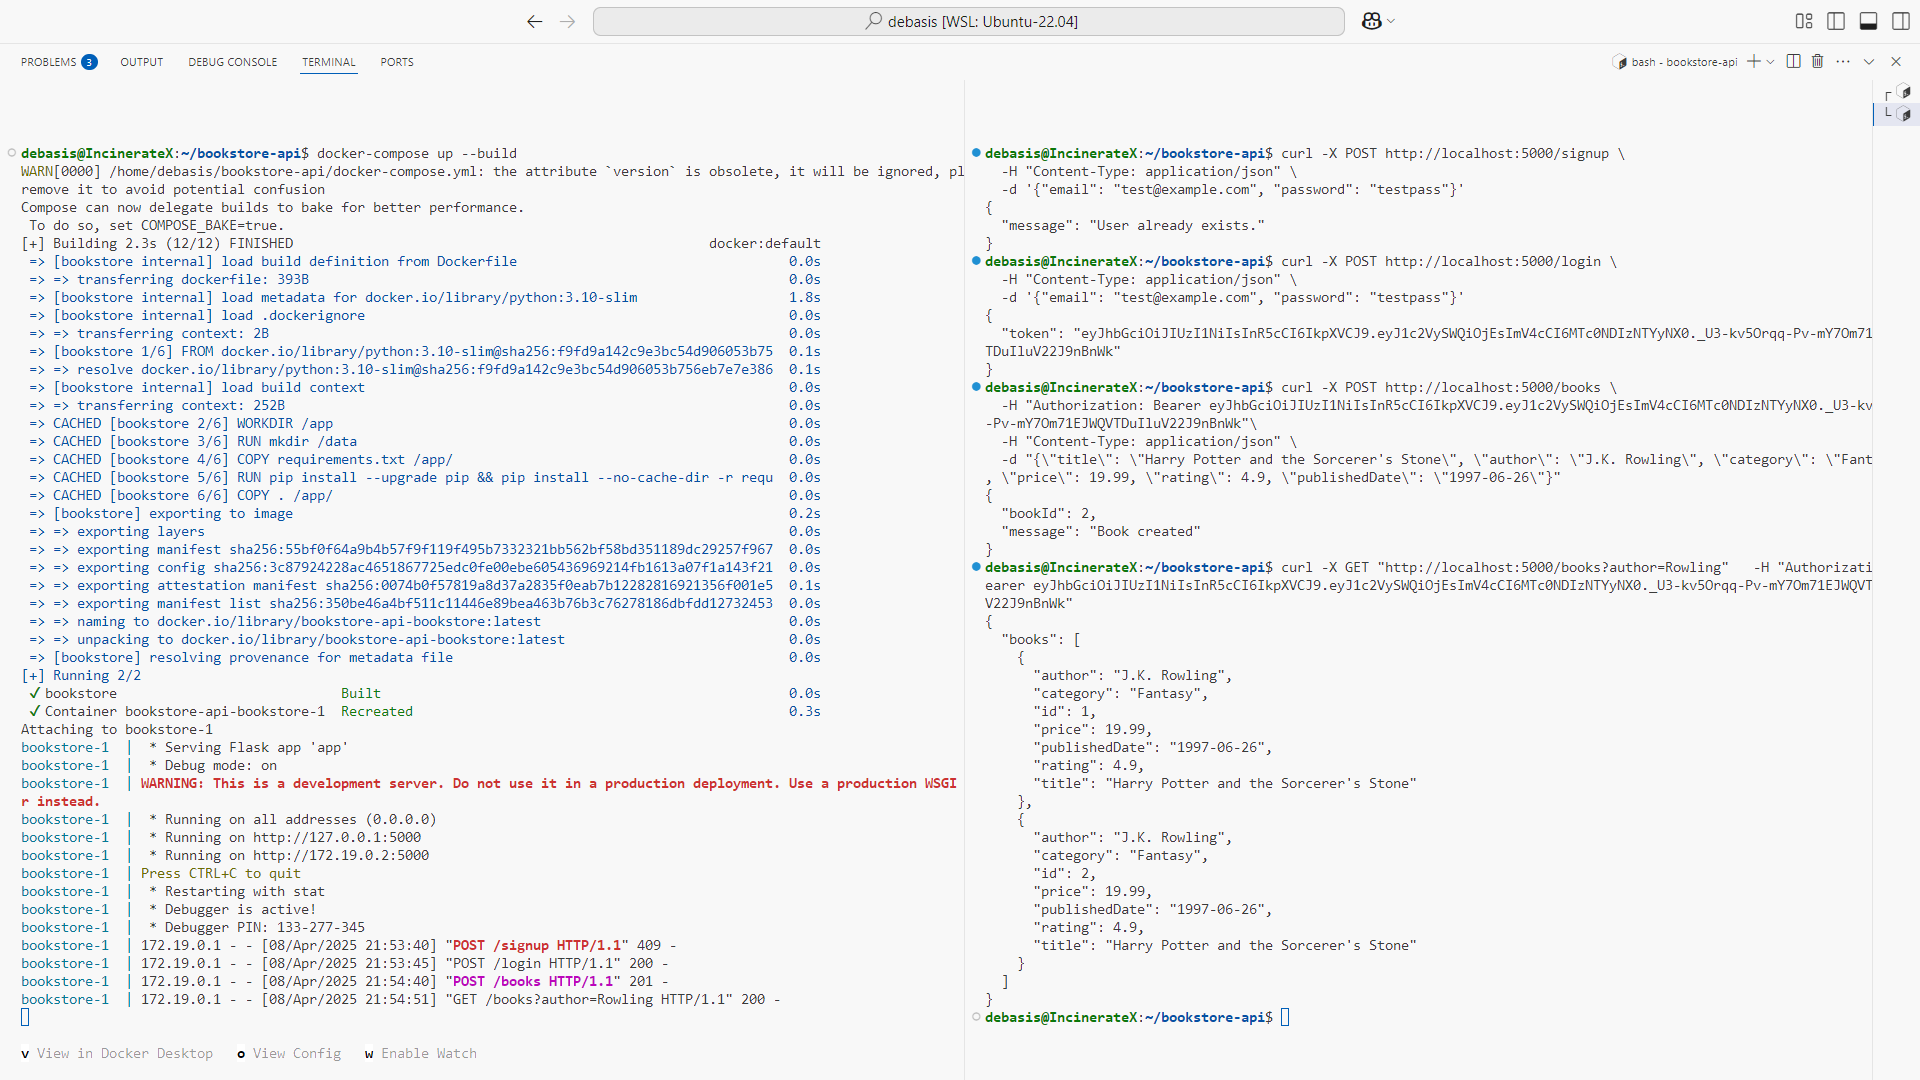 debasis [WSL: Ubuntu-22.04]
PROBLEMS 3 OUTPUT DEBUG CONSOLE TERMINAL PORTS
bash - bookstore-api
debasis@IncinerateX:~/bookstore-api$ docker-compose up --build
WARN[0000] /home/debasis/bookstore-api/docker-compose.yml: the attribute `version` is obsolete, it will be ignored, pl
remove it to avoid potential confusion
Compose can now delegate builds to bake for better performance.
To do so, set COMPOSE_BAKE=true.
[+] Building 2.3s (12/12) FINISHED docker:default
=> [bookstore internal] load build definition from Dockerfile 0.0s
=> => transferring dockerfile: 393B 0.0s
=> [bookstore internal] load metadata for docker.io/library/python:3.10-slim 1.8s
=> [bookstore internal] load .dockerignore 0.0s
=> => transferring context: 2B 0.0s
=> [bookstore 1/6] FROM docker.io/library/python:3.10-slim@sha256:f9fd9a142c9e3bc54d906053b75 0.1s
=> => resolve docker.io/library/python:3.10-slim@sha256:f9fd9a142c9e3bc54d906053b756eb7e7e386 0.1s
=> [bookstore internal] load build context 0.0s
=> => transferring context: 252B 0.0s
=> CACHED [bookstore 2/6] WORKDIR /app 0.0s
=> CACHED [bookstore 3/6] RUN mkdir /data 0.0s
=> CACHED [bookstore 4/6] COPY requirements.txt /app/ 0.0s
=> CACHED [bookstore 5/6] RUN pip install --upgrade pip && pip install --no-cache-dir -r requ 0.0s
=> CACHED [bookstore 6/6] COPY . /app/ 0.0s
=> [bookstore] exporting to image 0.2s
=> => exporting layers 0.0s
=> => exporting manifest sha256:55bf0f64a9b4b57f9f119f495b7332321bb562bf58bd351189dc29257f967 0.0s
=> => exporting config sha256:3c87924228ac4651867725edc0fe00ebe605436969214fb1613a07f1a143f21 0.0s
=> => exporting attestation manifest sha256:0074b0f57819a8d37a2835f0eab7b12282816921356f001e5 0.1s
=> => exporting manifest list sha256:350be46a4bf511c11446e89bea463b76b3c76278186dbfdd12732453 0.0s
=> => naming to docker.io/library/bookstore-api-bookstore:latest 0.0s
=> => unpacking to docker.io/library/bookstore-api-bookstore:latest 0.0s
=> [bookstore] resolving provenance for metadata file 0.0s
[+] Running 2/2
✓ bookstore Built 0.0s
✓ Container bookstore-api-bookstore-1 Recreated 0.3s
Attaching to bookstore-1
bookstore-1 | * Serving Flask app 'app'
bookstore-1 | * Debug mode: on
bookstore-1 | WARNING: This is a development server. Do not use it in a production deployment. Use a production WSGI
r instead.
bookstore-1 | * Running on all addresses (0.0.0.0)
bookstore-1 | * Running on http://127.0.0.1:5000
bookstore-1 | * Running on http://172.19.0.2:5000
bookstore-1 | Press CTRL+C to quit
bookstore-1 | * Restarting with stat
bookstore-1 | * Debugger is active!
bookstore-1 | * Debugger PIN: 133-277-345
bookstore-1 | 172.19.0.1 - - [08/Apr/2025 21:53:40] "POST /signup HTTP/1.1" 409 -
bookstore-1 | 172.19.0.1 - - [08/Apr/2025 21:53:45] "POST /login HTTP/1.1" 200 -
bookstore-1 | 172.19.0.1 - - [08/Apr/2025 21:54:40] "POST /books HTTP/1.1" 201 -
bookstore-1 | 172.19.0.1 - - [08/Apr/2025 21:54:51] "GET /books?author=Rowling HTTP/1.1" 200 -
v View in Docker Desktop o View Config w Enable Watch
debasis@IncinerateX:~/bookstore-api$ curl -X POST http://localhost:5000/signup \
-H "Content-Type: application/json" \
-d '{"email": "test@example.com", "password": "testpass"}'
{
"message": "User already exists."
}
debasis@IncinerateX:~/bookstore-api$ curl -X POST http://localhost:5000/login \
-H "Content-Type: application/json" \
-d '{"email": "test@example.com", "password": "testpass"}'
{
"token": "eyJhbGciOiJIUzI1NiIsInR5cCI6IkpXVCJ9.eyJ1c2VySWQiOjEsImV4cCI6MTc0NDIzNTYyNX0._U3-kv5Orqq-Pv-mY7Om71
TDuIluV22J9nBnWk"
}
debasis@IncinerateX:~/bookstore-api$ curl -X POST http://localhost:5000/books \
-H "Authorization: Bearer eyJhbGciOiJIUzI1NiIsInR5cCI6IkpXVCJ9.eyJ1c2VySWQiOjEsImV4cCI6MTc0NDIzNTYyNX0._U3-kv
-Pv-mY7Om71EJWQVTDuIluV22J9nBnWk"\
-H "Content-Type: application/json" \
-d "{\"title\": \"Harry Potter and the Sorcerer's Stone\", \"author\": \"J.K. Rowling\", \"category\": \"Fant
, \"price\": 19.99, \"rating\": 4.9, \"publishedDate\": \"1997-06-26\"}"
{
"bookId": 2,
"message": "Book created"
}
debasis@IncinerateX:~/bookstore-api$ curl -X GET "http://localhost:5000/books?author=Rowling" -H "Authorizati
earer eyJhbGciOiJIUzI1NiIsInR5cCI6IkpXVCJ9.eyJ1c2VySWQiOjEsImV4cCI6MTc0NDIzNTYyNX0._U3-kv5Orqq-Pv-mY7Om71EJWQVT
V22J9nBnWk"
{
"books": [
{
"author": "J.K. Rowling",
"category": "Fantasy",
"id": 1,
"price": 19.99,
"publishedDate": "1997-06-26",
"rating": 4.9,
"title": "Harry Potter and the Sorcerer's Stone"
},
{
"author": "J.K. Rowling",
"category": "Fantasy",
"id": 2,
"price": 19.99,
"publishedDate": "1997-06-26",
"rating": 4.9,
"title": "Harry Potter and the Sorcerer's Stone"
}
]
}
debasis@IncinerateX:~/bookstore-api$